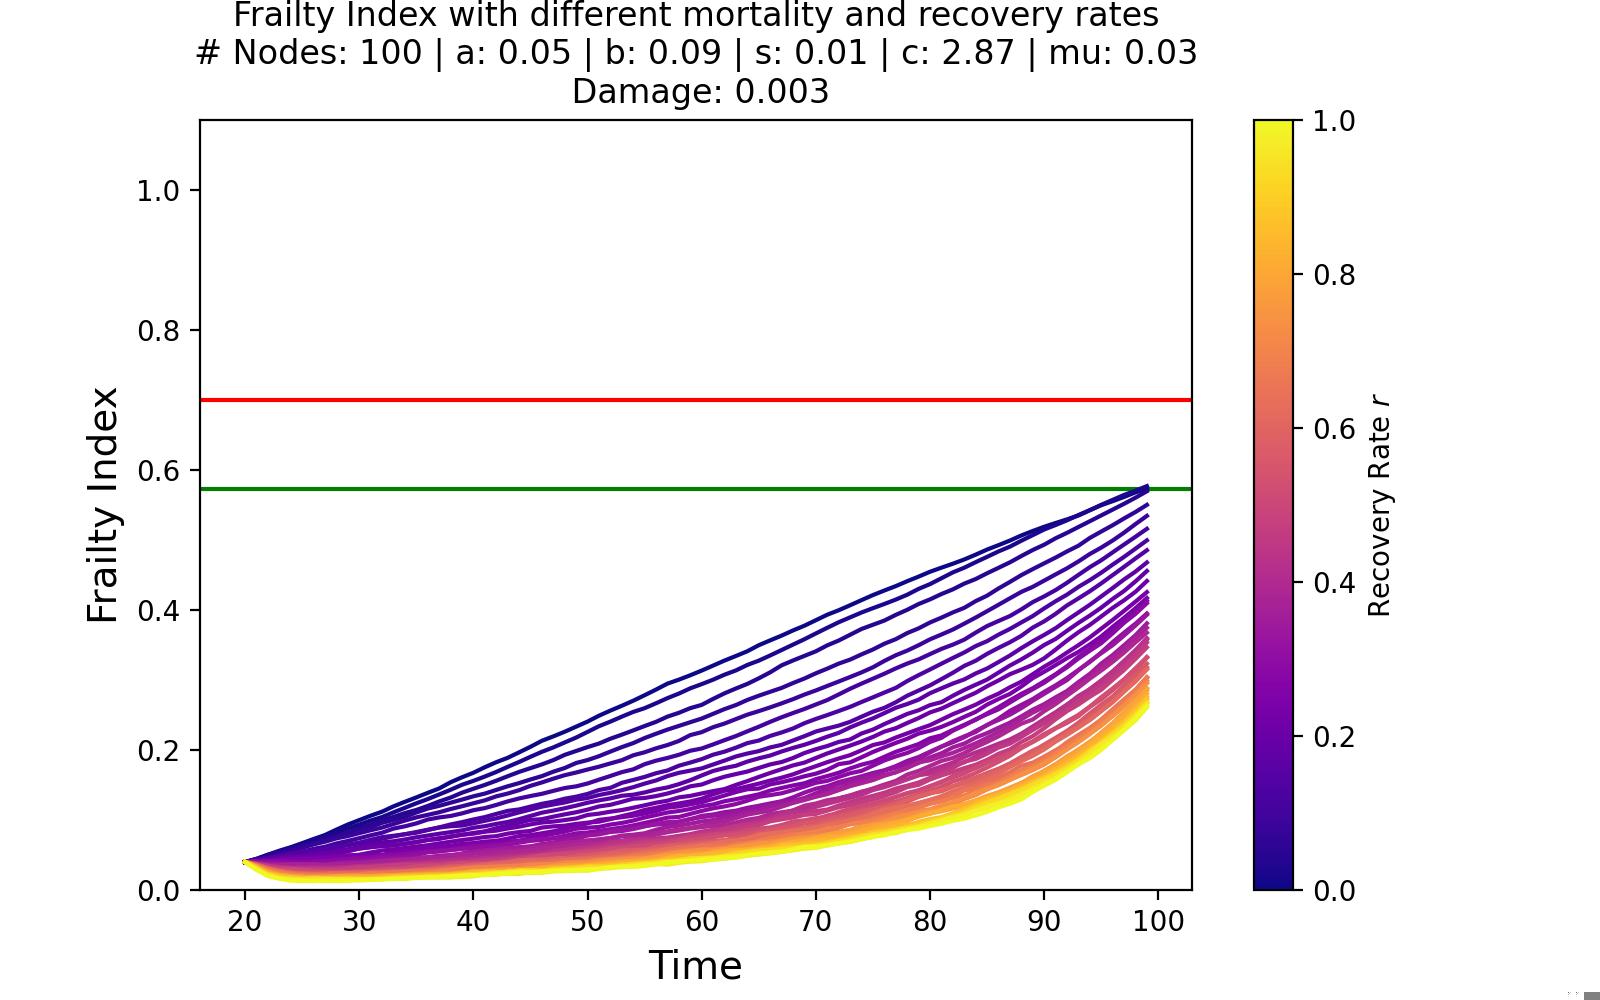 Frailty Index with different mortality and recovery rates
# Nodes: 100 | a: 0.05 | b: 0.09 | s: 0.01 | c: 2.87 | mu: 0.03
Damage: 0.003
Frailty Index
1.0
0.8
0.6
0.4
0.2
0.0
20 30 40 50 60 70 80 90 100
Time
1.0
0.8
0.6
0.4
0.2
0.0
Recovery Rate r